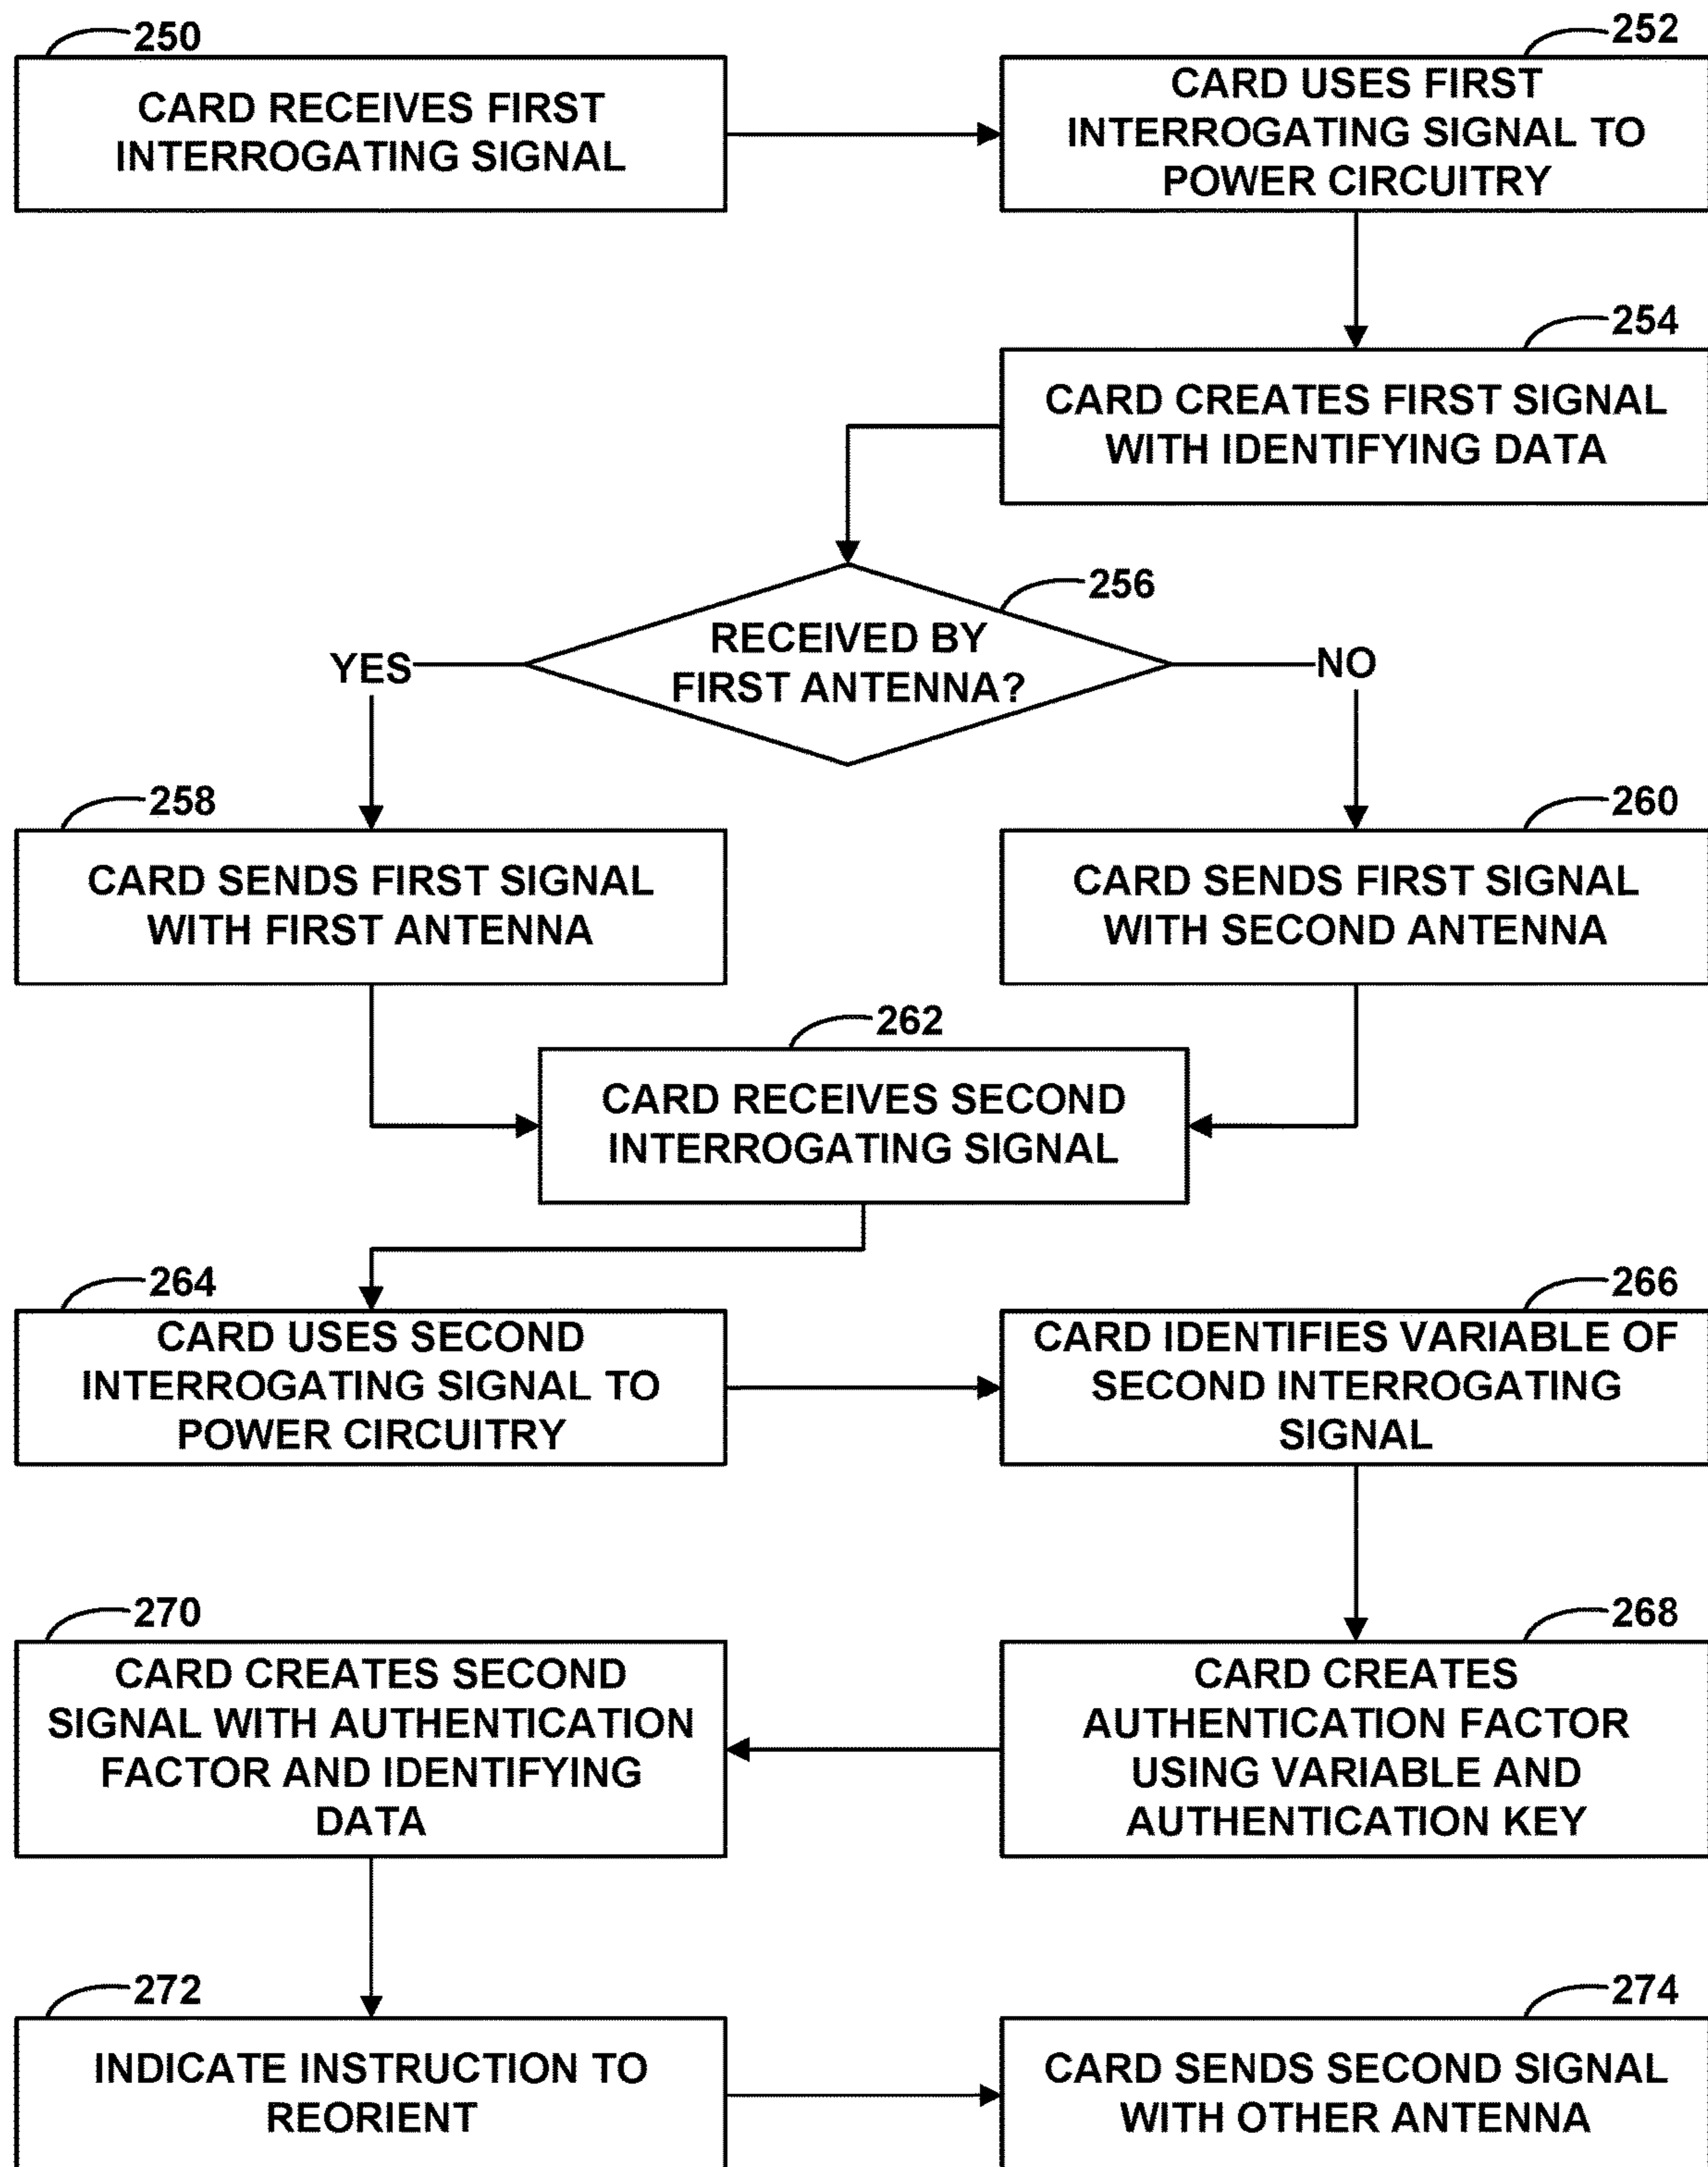 250
CARD RECEIVES FIRST
INTERROGATING SIGNAL
252
CARD USES FIRST
INTERROGATING SIGNAL TO
POWER CIRCUITRY
254
CARD CREATES FIRST SIGNAL
WITH IDENTIFYING DATA
256
RECEIVED BY
FIRST ANTENNA?
YES
NO
258
CARD SENDS FIRST SIGNAL
WITH FIRST ANTENNA
260
CARD SENDS FIRST SIGNAL
WITH SECOND ANTENNA
262
CARD RECEIVES SECOND
INTERROGATING SIGNAL
264
CARD USES SECOND
INTERROGATING SIGNAL TO
POWER CIRCUITRY
266
CARD IDENTIFIES VARIABLE OF
SECOND INTERROGATING
SIGNAL
268
CARD CREATES
AUTHENTICATION FACTOR
USING VARIABLE AND
AUTHENTICATION KEY
270
CARD CREATES SECOND
SIGNAL WITH AUTHENTICATION
FACTOR AND IDENTIFYING
DATA
272
INDICATE INSTRUCTION TO
REORIENT
274
CARD SENDS SECOND SIGNAL
WITH OTHER ANTENNA